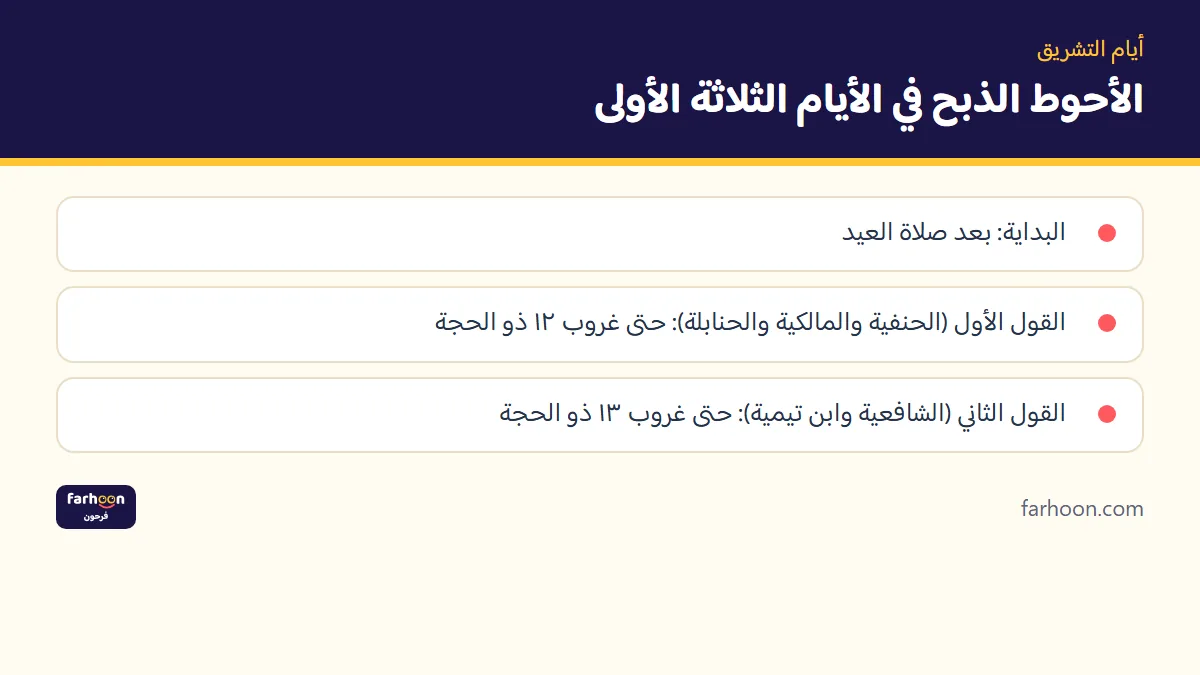 أيام التشريق
الأحوط الذبح في الأيام الثلاثة الأولى
البداية: بعد صلاة العيد
القول الأول (الحنفية والمالكية والحنابلة): حتى غروب ١٢ ذو الحجة
القول الثاني (الشافعية وابن تيمية): حتى غروب ١٣ ذو الحجة
farhoon.com
farhoon
فرحون